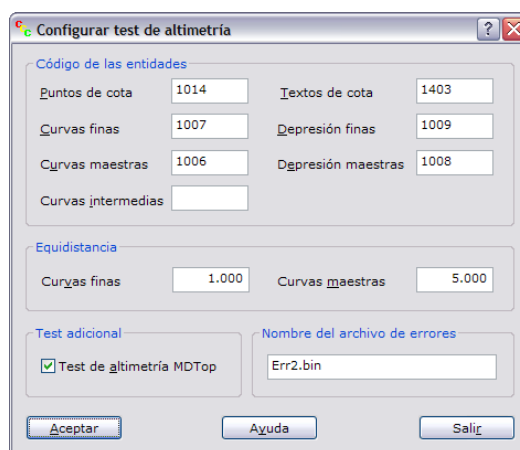 Configurar test de altimetría
Código de las entidades
Puntos de cota 1014 Textos de cota 1403
Curvas finas 1007 Depresión finas 1009
Curvas maestras 1006 Depresión maestras 1008
Curvas intermedias
Equidistancia
Curvas finas 1.000 Curvas maestras 5.000
Test adicional Nombre del archivo de errores
Test de altimetría MDTop Err2.bin
Aceptar Ayuda Salir